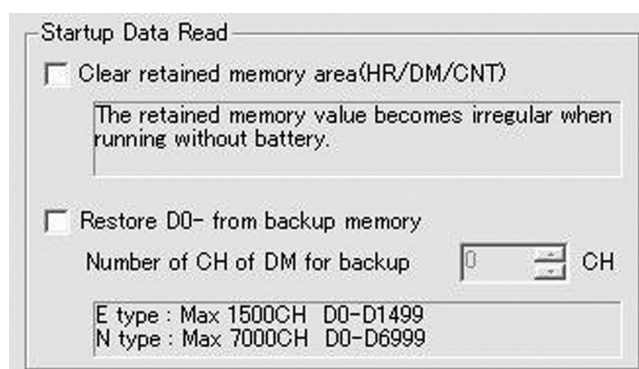 Startup Data Read
Clear retained memory area(HR/DM/CNT)
The retained memory value becomes irregular when
running without battery.
Restore D0- from backup memory
Number of CH of DM for backup 0 CH
E type : Max 1500CH D0-D1499
N type : Max 7000CH D0-D6999